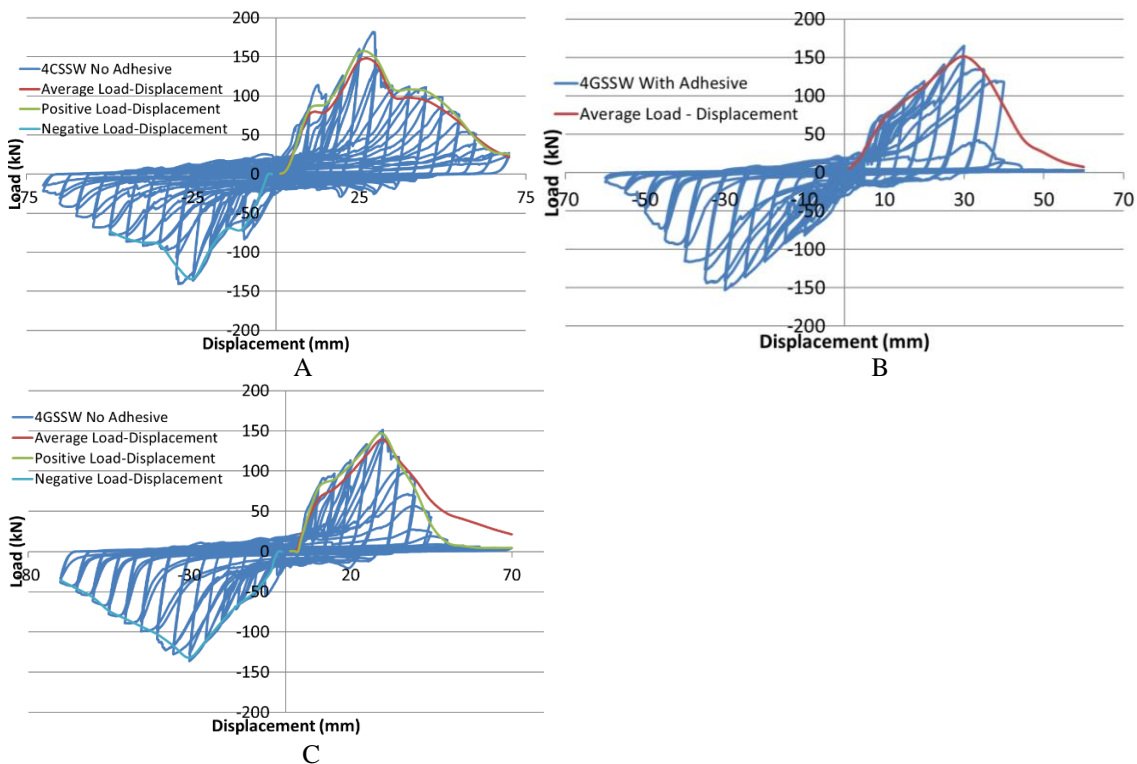 200
150
100
50
0
-50
-100
-150
-200
-75
-25
25
75
Load (kN)
Displacement (mm)
4CSSW No Adhesive
Average Load-Displacement
Positive Load-Displacement
Negative Load-Displacement
A
200
150
100
50
0
-50
-100
-150
-200
-70
-50
-30
-10
10
30
50
70
Load (kN)
Displacement (mm)
4GSSW With Adhesive
Average Load - Displacement
B
200
150
100
50
0
-50
-100
-150
-200
-80
-30
20
70
Load (kN)
Displacement (mm)
4GSSW No Adhesive
Average Load-Displacement
Positive Load-Displacement
Negative Load-Displacement
C